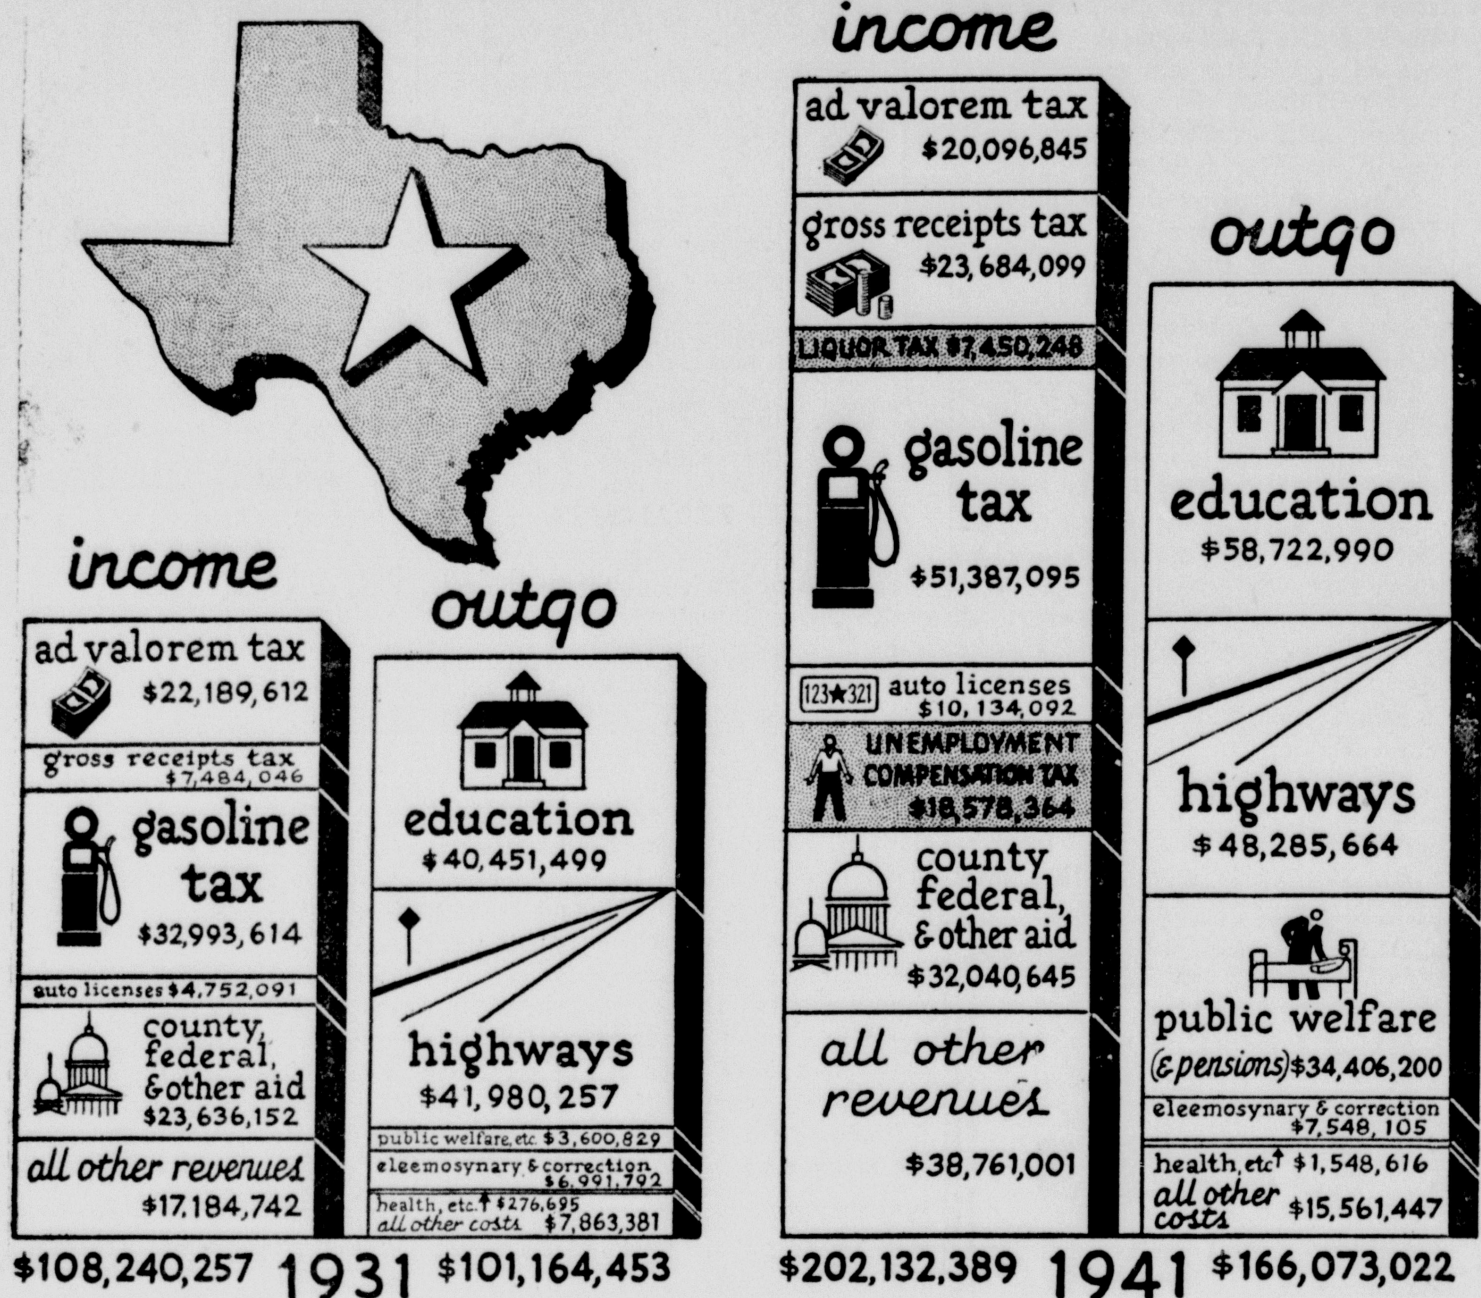 income
ad valorem tax
$22,189,612
gross receipts tax
$7,484,046
gasoline
tax
$32,993,614
auto licenses $4,752,091
county,
federal,
& other aid
$23,636,152
all other revenues
$17,184,742
$108,240,257
outgo
education
$40,451,499
highways
$41,980,257
public welfare, etc. $3,600,829
eleemosynary & correction
$6,991,792
health, etc.↑ $276,695
all other costs $7,863,381
$101,164,453
1931
income
ad valorem tax
$20,096,845
gross receipts tax
$23,684,099
LIQUOR TAX $7,450,248
gasoline
tax
$51,387,095
123★321
auto licenses
$10,134,092
UNEMPLOYMENT
COMPENSATION TAX
$18,578,364
county
federal,
& other aid
$32,040,645
all other
revenues
$38,761,001
$202,132,389
outgo
education
$58,722,990
highways
$48,285,664
public welfare
(& pensions) $34,406,200
eleemosynary & correction
$7,548,105
health, etc↑ $1,548,616
all other
costs $15,561,447
$166,073,022
1941